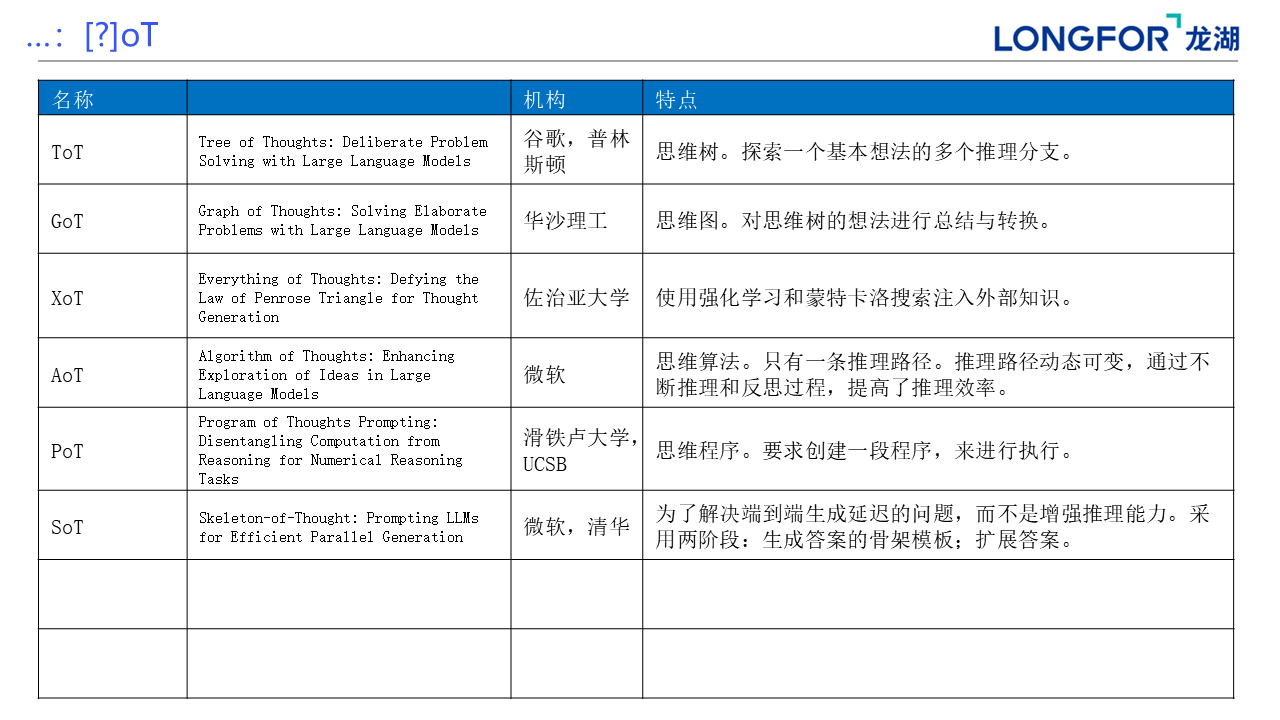 ...：[?]oT
LONGFOR 龙湖
名称
机构
特点
ToT
Tree of Thoughts: Deliberate Problem
Solving with Large Language Models
谷歌，普林
斯顿
思维树。探索一个基本想法的多个推理分支。
GoT
Graph of Thoughts: Solving Elaborate
Problems with Large Language Models
华沙理工
思维图。对思维树的想法进行总结与转换。
XoT
Everything of Thoughts: Defying the
Law of Penrose Triangle for Thought
Generation
佐治亚大学
使用强化学习和蒙特卡洛搜索注入外部知识。
AoT
Algorithm of Thoughts: Enhancing
Exploration of Ideas in Large
Language Models
微软
思维算法。只有一条推理路径。推理路径动态可变，通过不
断推理和反思过程，提高了推理效率。
PoT
Program of Thoughts Prompting:
Disentangling Computation from
Reasoning for Numerical Reasoning
Tasks
滑铁卢大学，
UCSB
思维程序。要求创建一段程序，来进行执行。
SoT
Skeleton-of-Thought: Prompting LLMs
for Efficient Parallel Generation
微软，清华
为了解决端到端生成延迟的问题，而不是增强推理能力。采
用两阶段：生成答案的骨架模板；扩展答案。